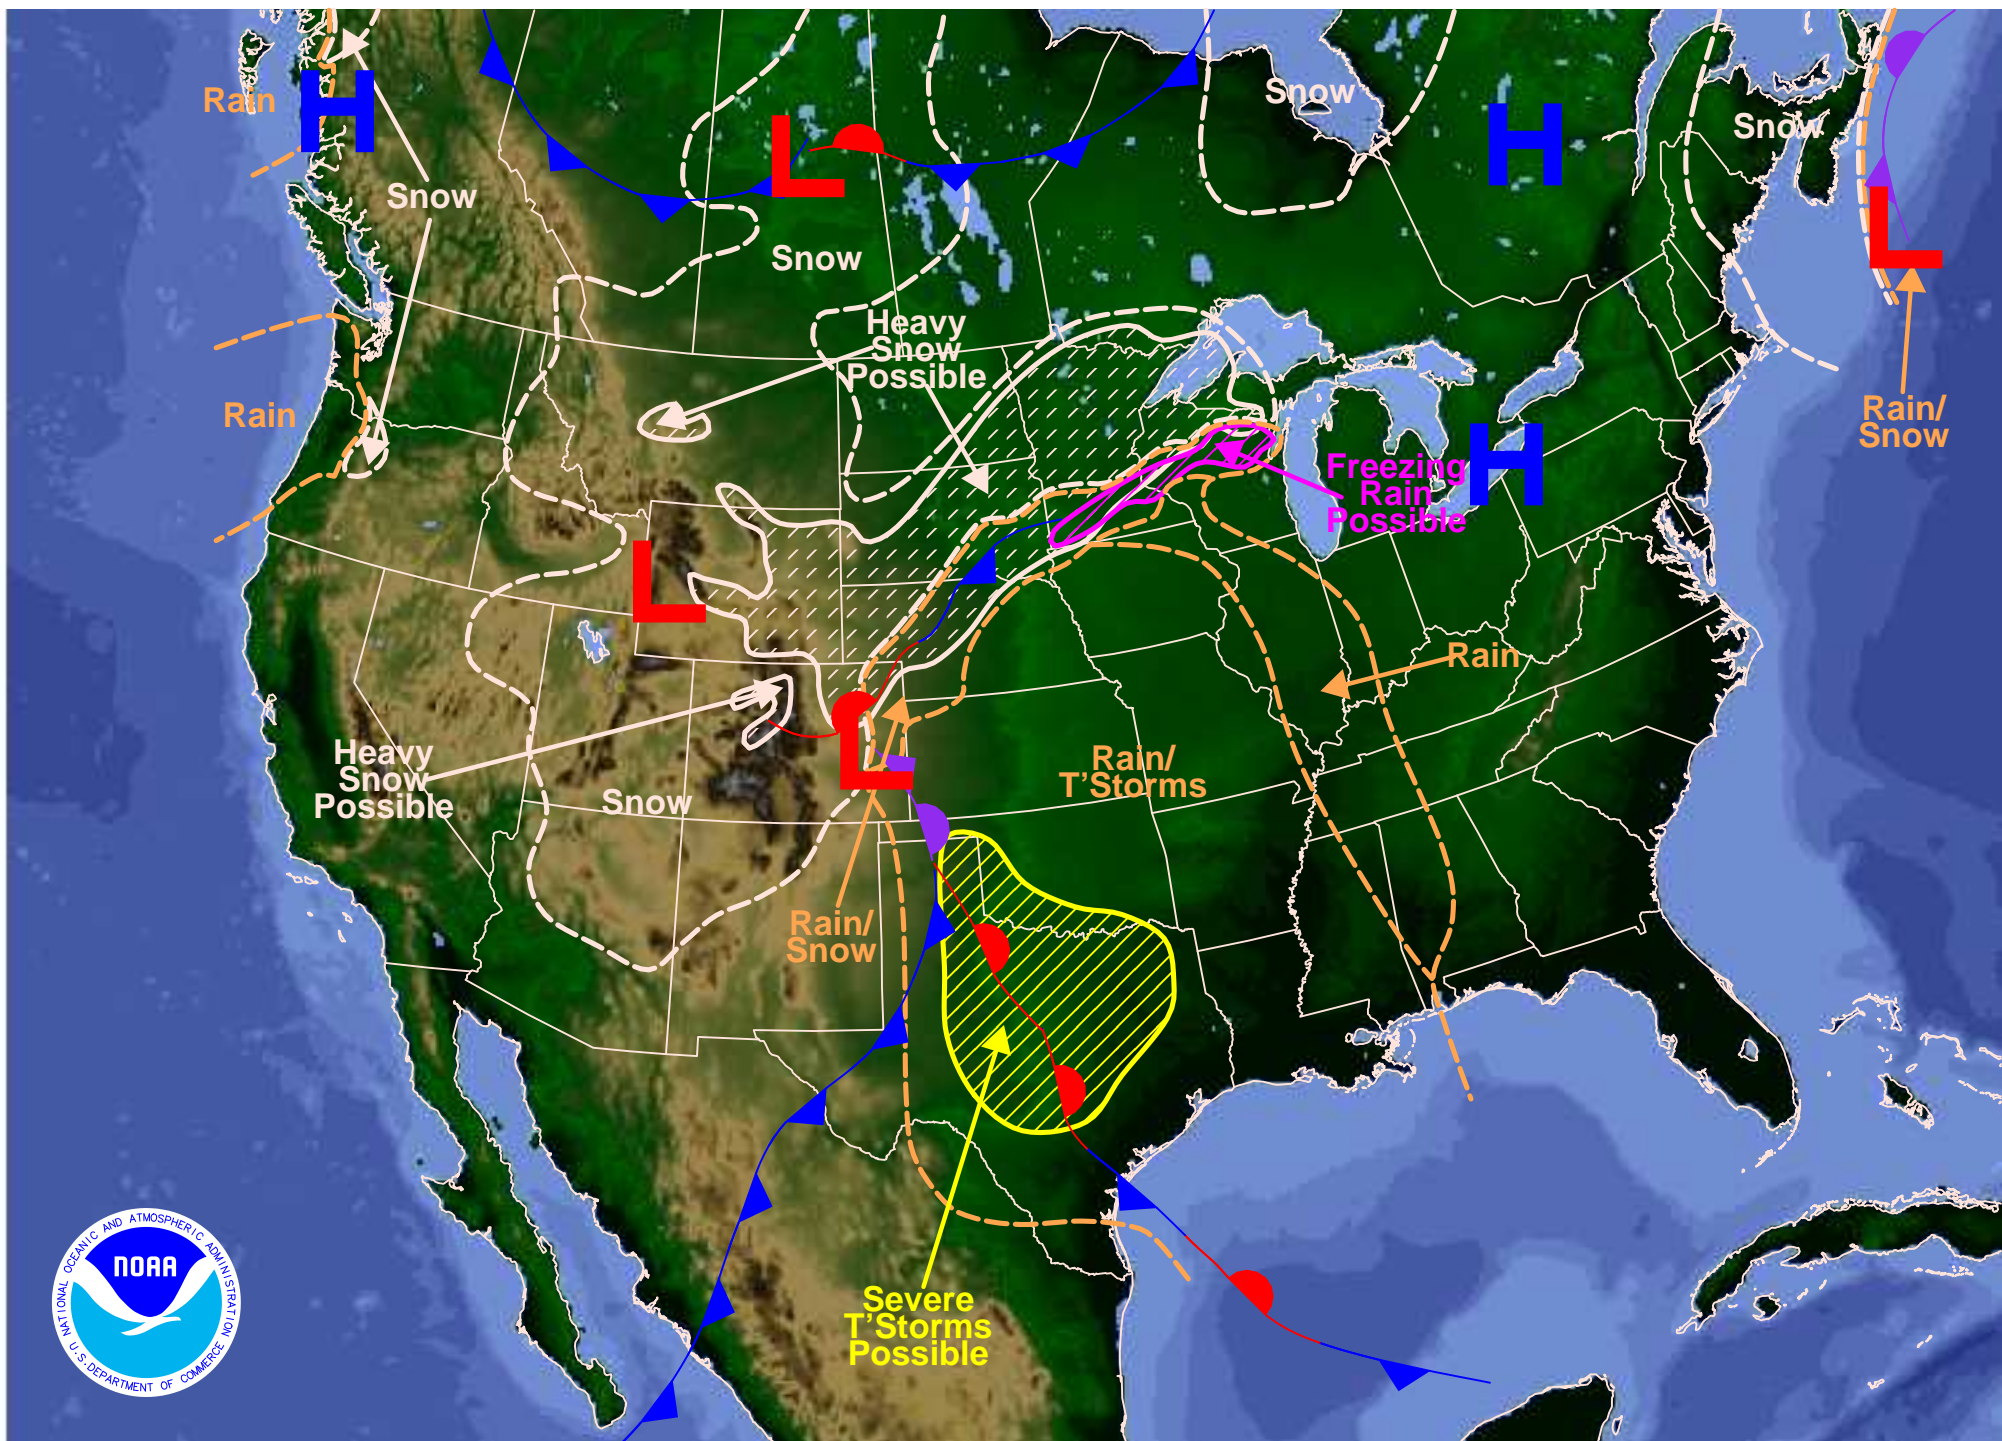 Snow
Rain
H
L
H
Snow
Snow
Snow
L
Heavy
Snow
Possible
Rain
Rain/
Snow
H
Freezing
Rain
Possible
L
Rain
Heavy
Snow
Possible
Snow
L
Rain/
T'Storms
Rain/
Snow
Severe
T'Storms
Possible
NATIONAL OCEANIC AND ATMOSPHERIC ADMINISTRATION
NOAA
U.S. DEPARTMENT OF COMMERCE